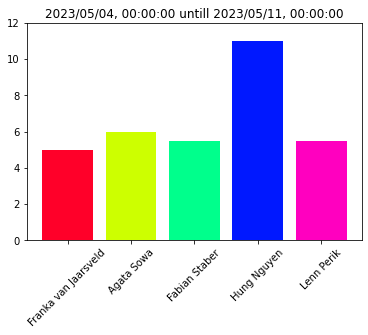 2023/05/04, 00:00:00 untill 2023/05/11, 00:00:00
12
10
8
6
4
2
0
Franka van Jaarsveld
Agata Sowa
Fabian Staber
Hung Nguyen
Lenn Perik